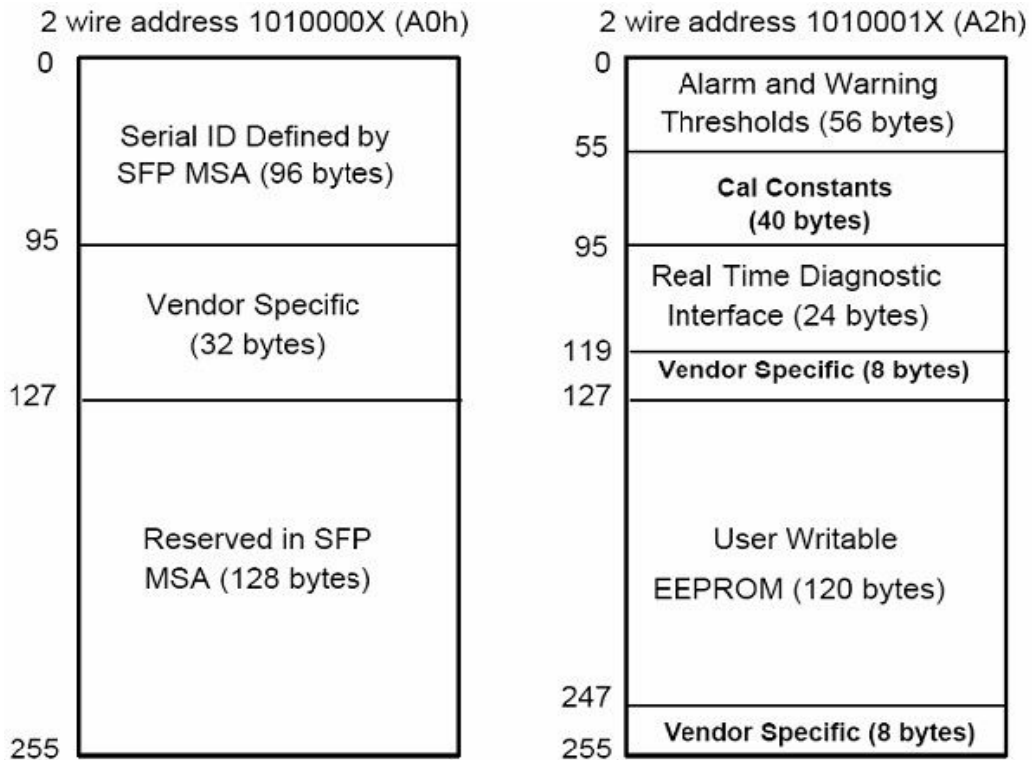 2 wire address 1010000X (A0h)
0
Serial ID Defined by
SFP MSA (96 bytes)
95
Vendor Specific
(32 bytes)
127
Reserved in SFP
MSA (128 bytes)
255
2 wire address 1010001X (A2h)
0
Alarm and Warning
Thresholds (56 bytes)
55
Cal Constants
(40 bytes)
95
Real Time Diagnostic
Interface (24 bytes)
119
Vendor Specific (8 bytes)
127
User Writable
EEPROM (120 bytes)
247
Vendor Specific (8 bytes)
255